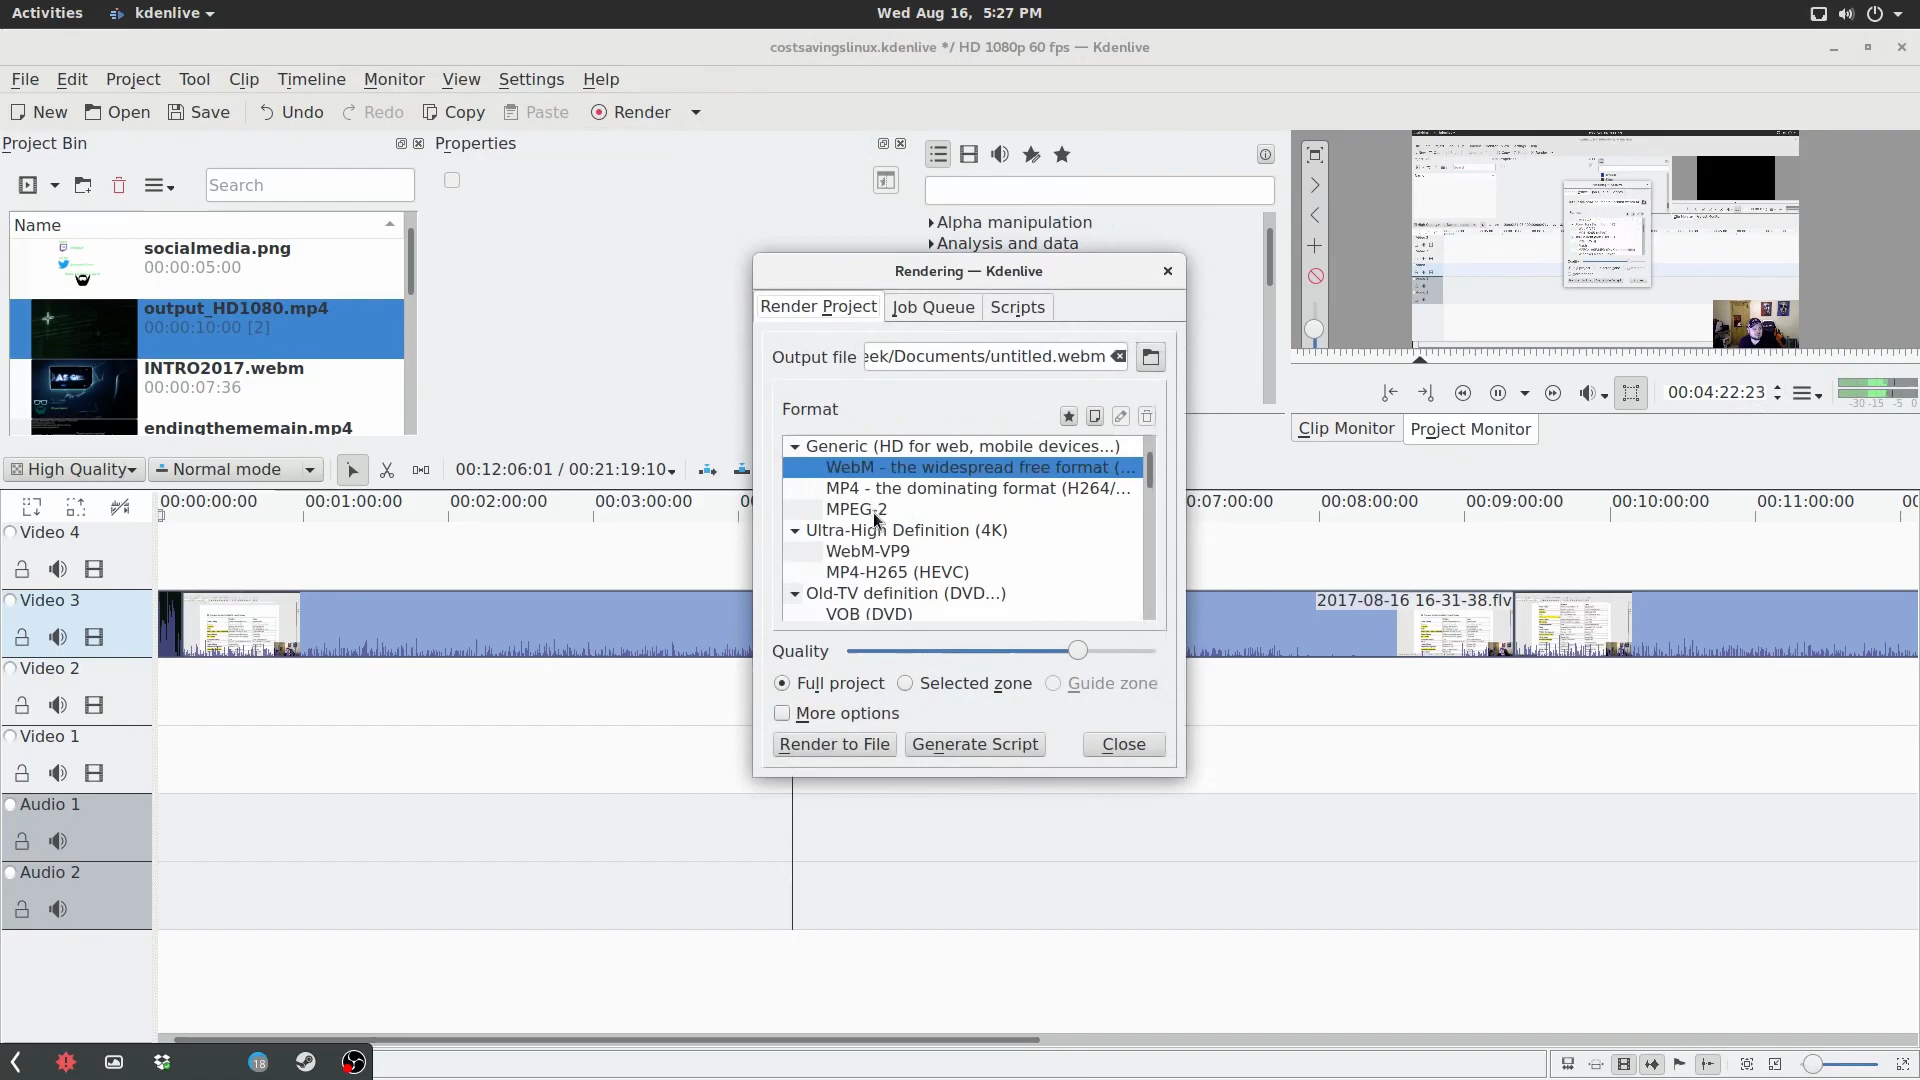 Activities kdenlive Wed Aug 16, 5:27 PM
costsavingslinux.kdenlive */ HD 1080p 60 fps — Kdenlive
File Edit Project Tool Clip Timeline Monitor View Settings Help
New Open Save Undo Redo Copy Paste Render
Project Bin
Properties
Search
Name
socialmedia.png
00:00:05:00
output_HD1080.mp4
00:00:10:00 [2]
INTRO2017.webm
00:00:07:36
endingthememain.mp4
Alpha manipulation
Analysis and data
00:04:22:23
-30 -15 -5 0
Clip Monitor Project Monitor
Rendering — Kdenlive
Render Project Job Queue Scripts
Output file eek/Documents/untitled.webm
Format
Generic (HD for web, mobile devices...)
WebM - the widespread free format (...
MP4 - the dominating format (H264/...
MPEG-2
Ultra-High Definition (4K)
WebM-VP9
MP4-H265 (HEVC)
Old-TV definition (DVD...)
VOB (DVD)
Quality
Full project Selected zone Guide zone
More options
Render to File Generate Script Close
High Quality Normal mode 00:12:06:01 / 00:21:19:10
00:00:00:00 00:01:00:00 00:02:00:00 00:03:00:00 :07:00:00 00:08:00:00 00:09:00:00 00:10:00:00 00:11:00:00
Video 4
Video 3
2017-08-16 16-31-38.flv
Video 2
Video 1
Audio 1
Audio 2
18